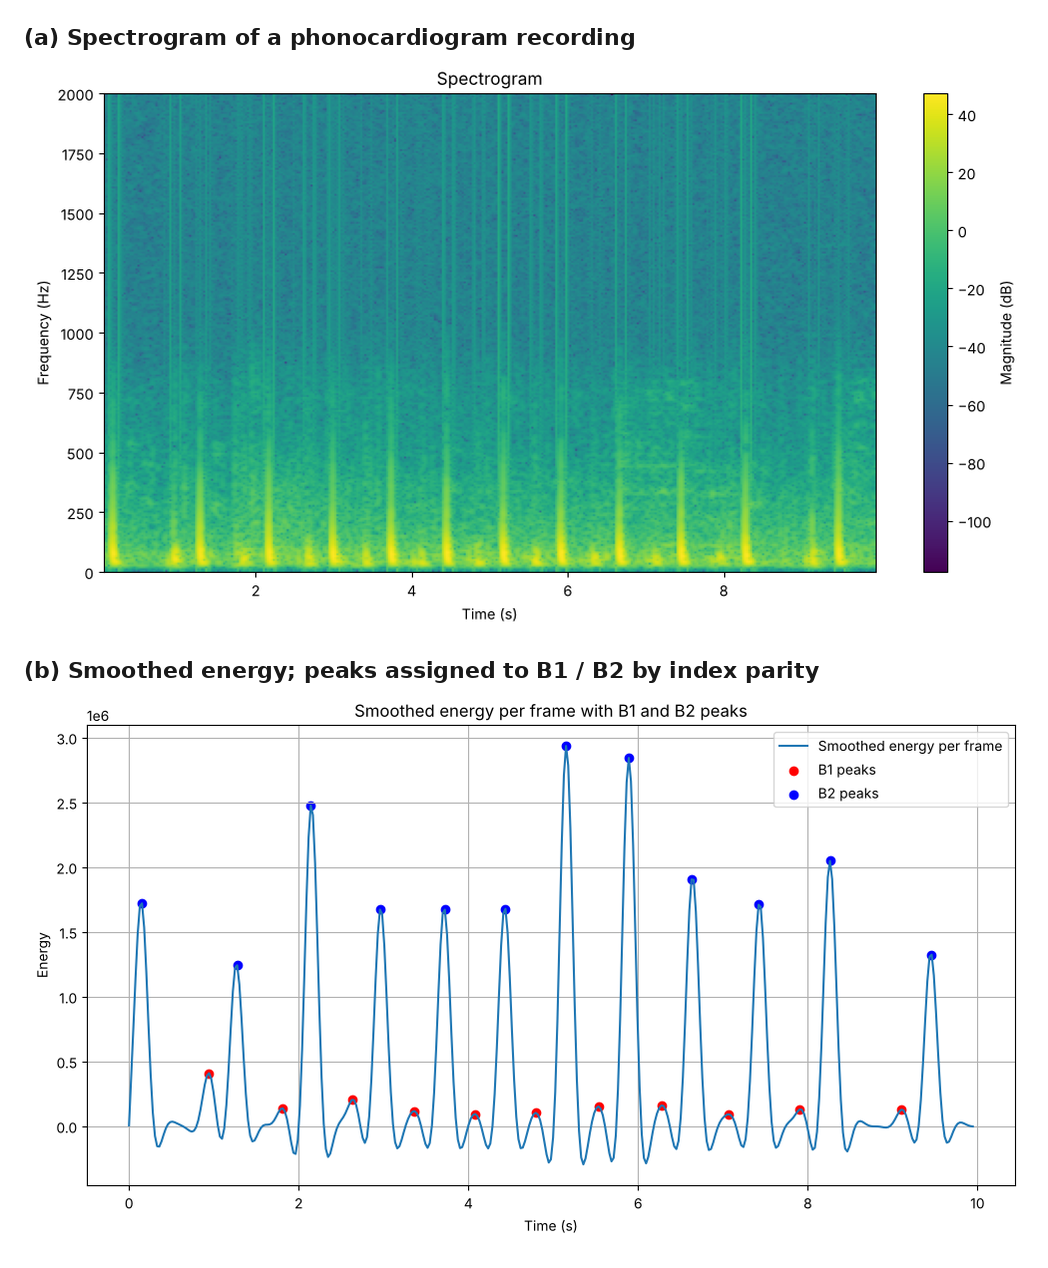 (a) Spectrogram of a phonocardiogram recording
Spectrogram
2000
1750
1500
1250
1000
750
500
250
0
Frequency (Hz)
2 4 6 8
Time (s)
40
20
0
−20
−40
−60
−80
−100
Magnitude (dB)
(b) Smoothed energy; peaks assigned to B1 / B2 by index parity
Smoothed energy per frame with B1 and B2 peaks
1e6
3.0
2.5
2.0
1.5
1.0
0.5
0.0
Energy
Smoothed energy per frame
B1 peaks
B2 peaks
0 2 4 6 8 10
Time (s)